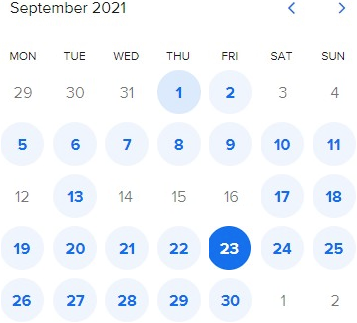 September 2021
MON TUE WED THU FRI SAT SUN
29 30 31 1 2 3 4
5 6 7 8 9 10 11
12 13 14 15 16 17 18
19 20 21 22 23 24 25
26 27 28 29 30 1 2